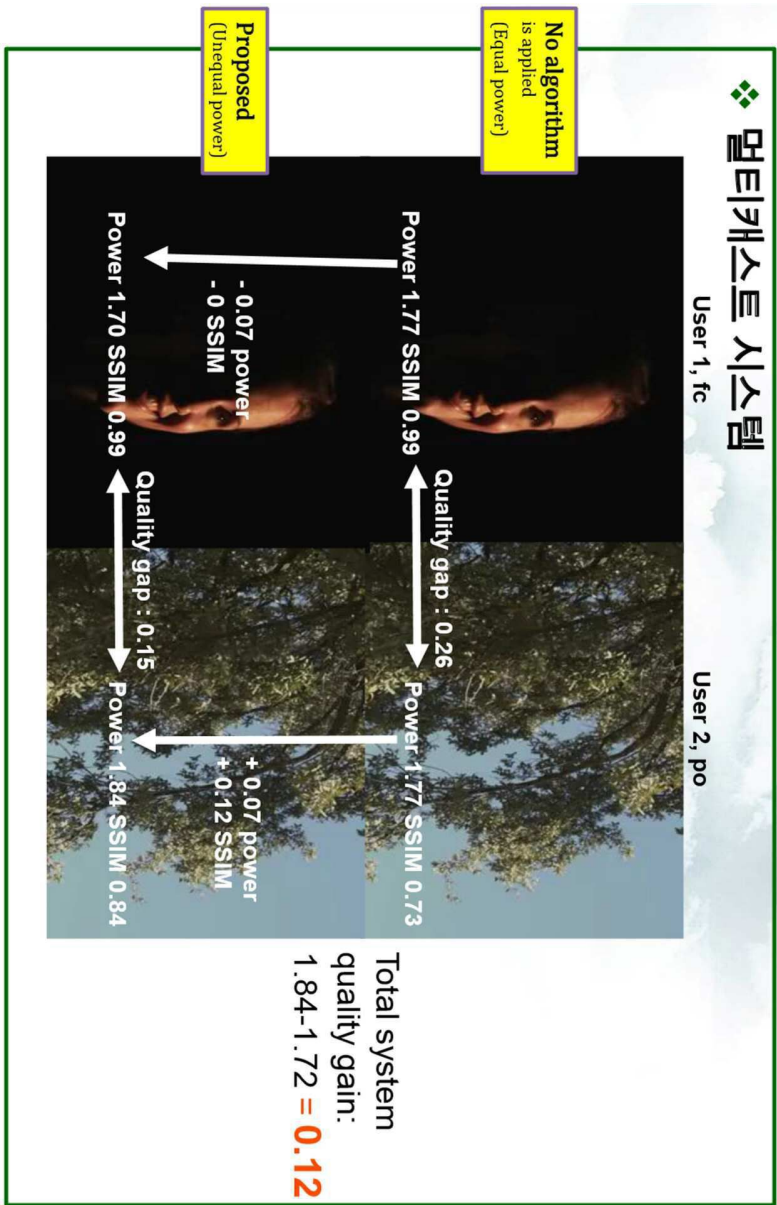 ❖ 멀티캐스트 시스템
User 1, fc
User 2, po
No algorithm
is applied
(Equal power)
Power 1.77 SSIM 0.99
Quality gap : 0.26
Power 1.77 SSIM 0.73
- 0.07 power
- 0 SSIM
+ 0.07 power
+ 0.12 SSIM
Proposed
(Unequal power)
Power 1.70 SSIM 0.99
Quality gap : 0.15
Power 1.84 SSIM 0.84
Total system
quality gain:
1.84-1.72 = 0.12